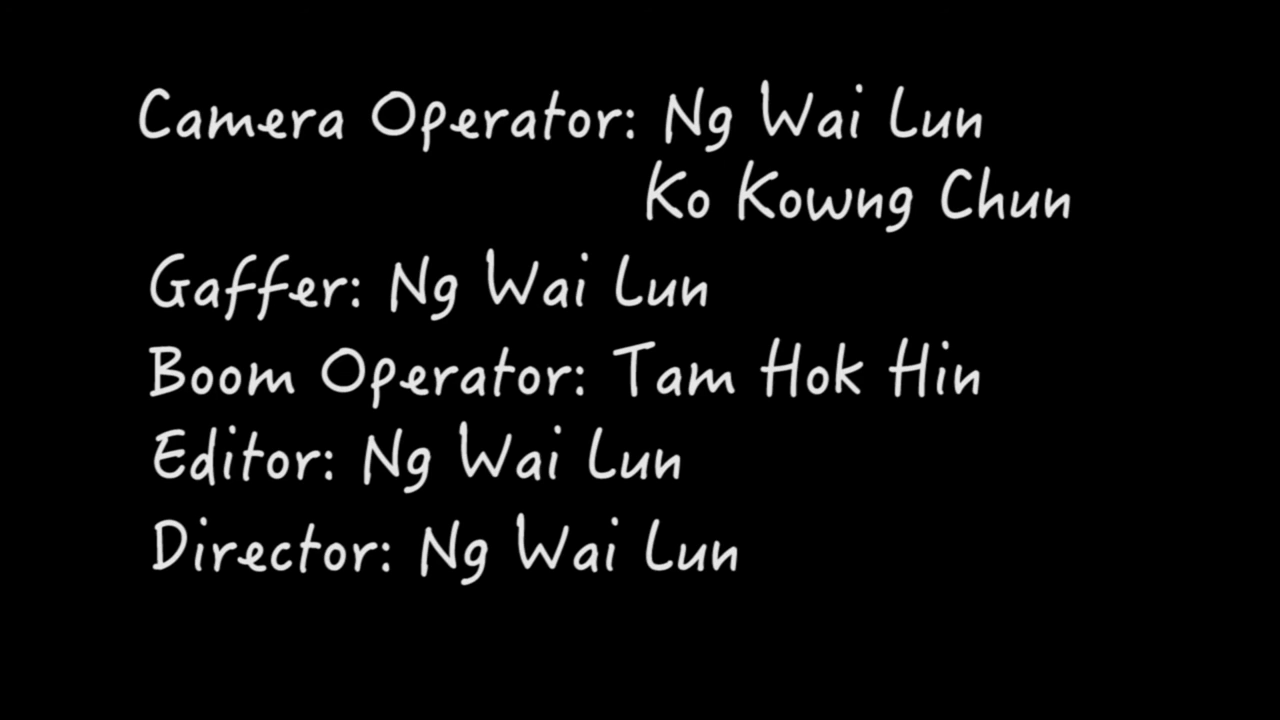 Camera Operator: Ng Wai Lun
Ko Kowng Chun
Gaffer: Ng Wai Lun
Boom Operator: Tam Hok Hin
Editor: Ng Wai Lun
Director: Ng Wai Lun